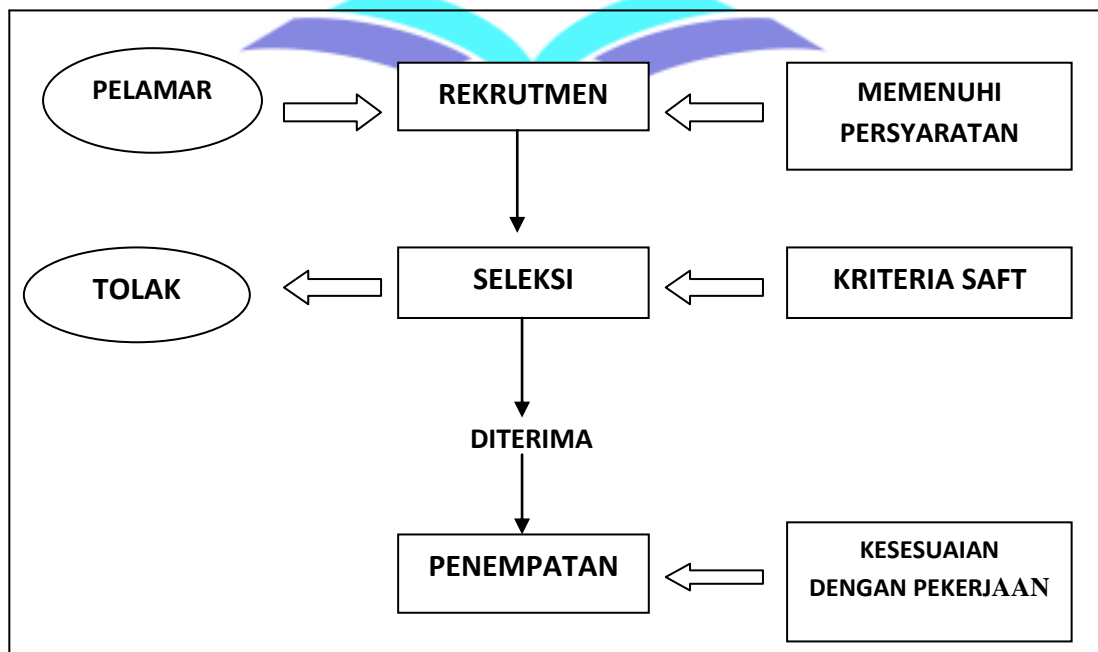 PELAMAR
REKRUTMEN
MEMENUHI
PERSYARATAN
TOLAK
SELEKSI
KRITERIA SAFT
DITERIMA
PENEMPATAN
KESESUAIAN
DENGAN PEKERJAAN